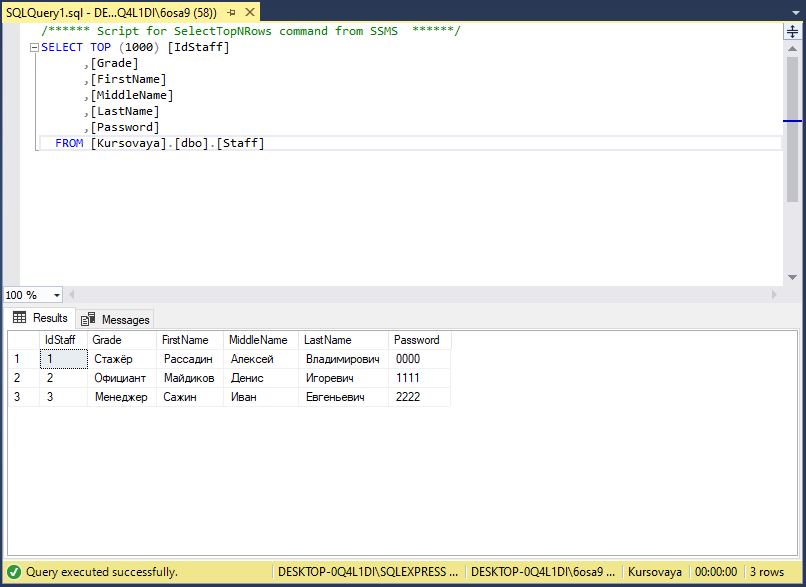 SQLQuery1.sql - DE...Q4L1DI\6osa9 (58))
/****** Script for SelectTopNRows command from SSMS  ******/
SELECT TOP (1000) [IdStaff]
,[Grade]
,[FirstName]
,[MiddleName]
,[LastName]
,[Password]
FROM [Kursovaya].[dbo].[Staff]
100 %
Results Messages
IdStaff Grade FirstName MiddleName LastName Password
1 1 Стажёр Рассадин Алексей Владимирович 0000
2 2 Официант Майдиков Денис Игоревич 1111
3 3 Менеджер Сажин Иван Евгеньевич 2222
Query executed successfully. DESKTOP-0Q4L1DI\SQLEXPRESS ... DESKTOP-0Q4L1DI\6osa9 ... Kursovaya 00:00:00 3 rows